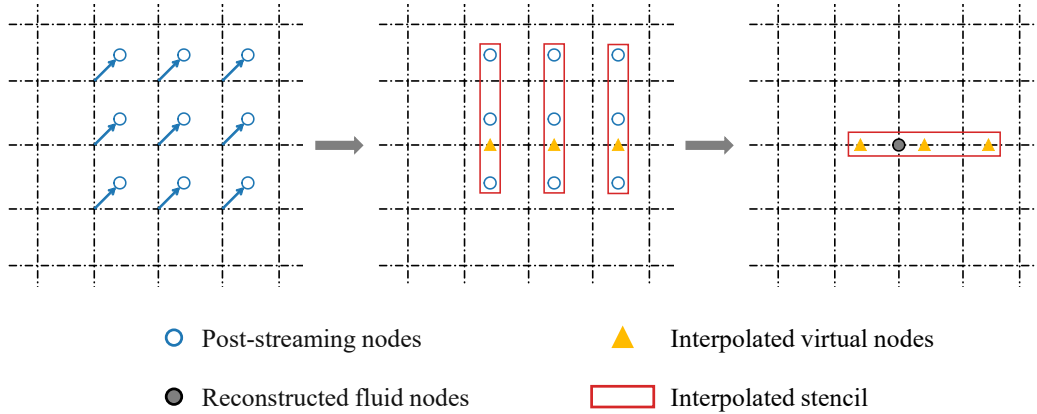 Post-streaming nodes
Interpolated virtual nodes
Reconstructed fluid nodes
Interpolated stencil